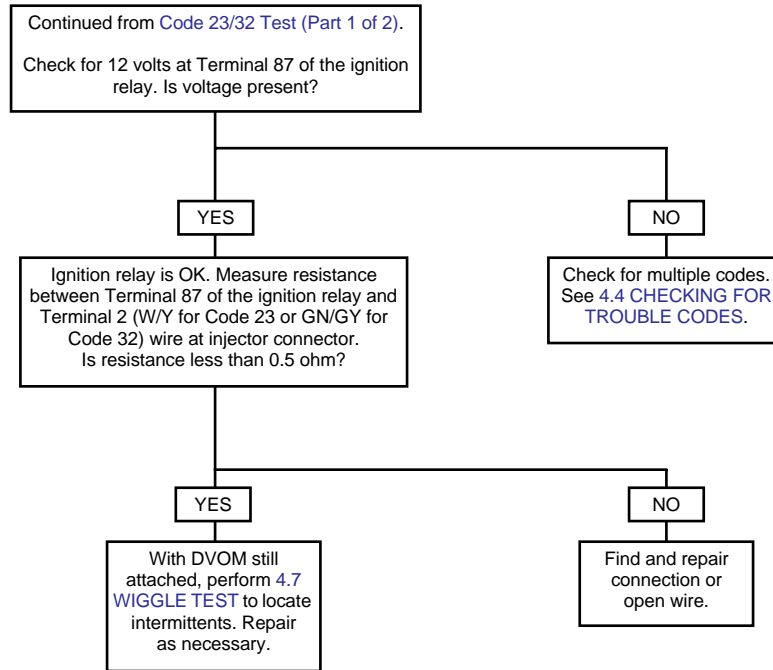 Continued from Code 23/32 Test (Part 1 of 2).
Check for 12 volts at Terminal 87 of the ignition
relay. Is voltage present?
YES
NO
Ignition relay is OK. Measure resistance
between Terminal 87 of the ignition relay and
Terminal 2 (W/Y for Code 23 or GN/GY for
Code 32) wire at injector connector.
Is resistance less than 0.5 ohm?
Check for multiple codes.
See 4.4 CHECKING FOR
TROUBLE CODES.
YES
NO
With DVOM still
attached, perform 4.7
WIGGLE TEST to locate
intermittents. Repair
as necessary.
Find and repair
connection or
open wire.